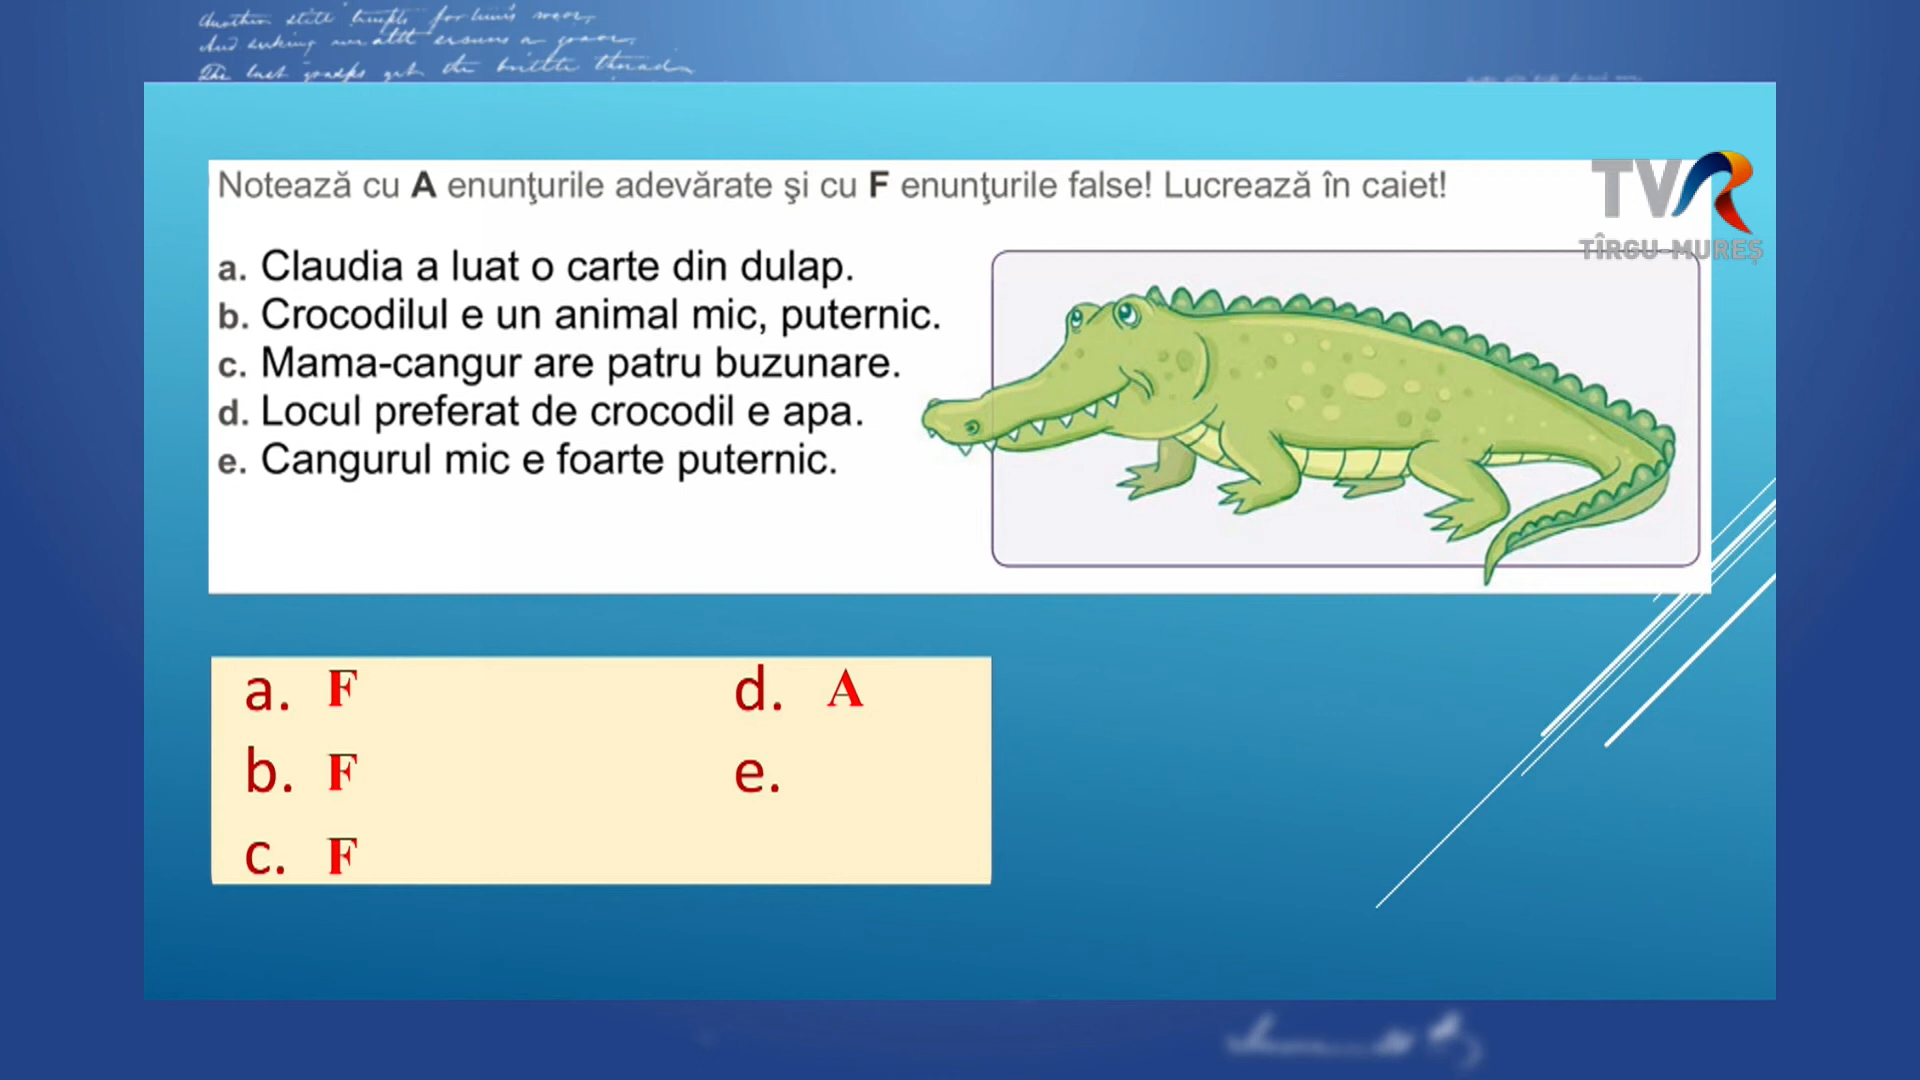 Notează cu A enunţurile adevărate şi cu F enunţurile false! Lucrează în caiet!
TVR
TÎRGU-MUREŞ
a. Claudia a luat o carte din dulap.
b. Crocodilul e un animal mic, puternic.
c. Mama-cangur are patru buzunare.
d. Locul preferat de crocodil e apa.
e. Cangurul mic e foarte puternic.
a. F
b. F
c. F
d. A
e.